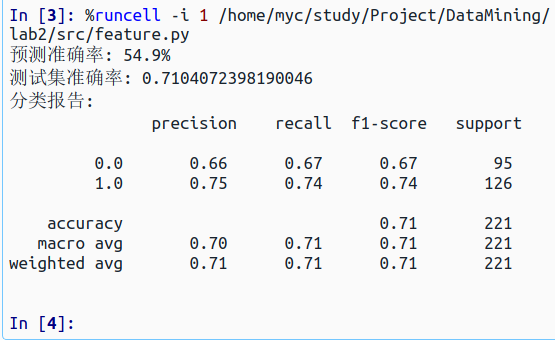 In [3]: %runcell -i 1 /home/myc/study/Project/DataMining/
lab2/src/feature.py
预测准确率: 54.9%
测试集准确率: 0.7104072398190046
分类报告:
precision recall f1-score support
0.0 0.66 0.67 0.67 95
1.0 0.75 0.74 0.74 126
accuracy 0.71 221
macro avg 0.70 0.71 0.71 221
weighted avg 0.71 0.71 0.71 221
In [4]: